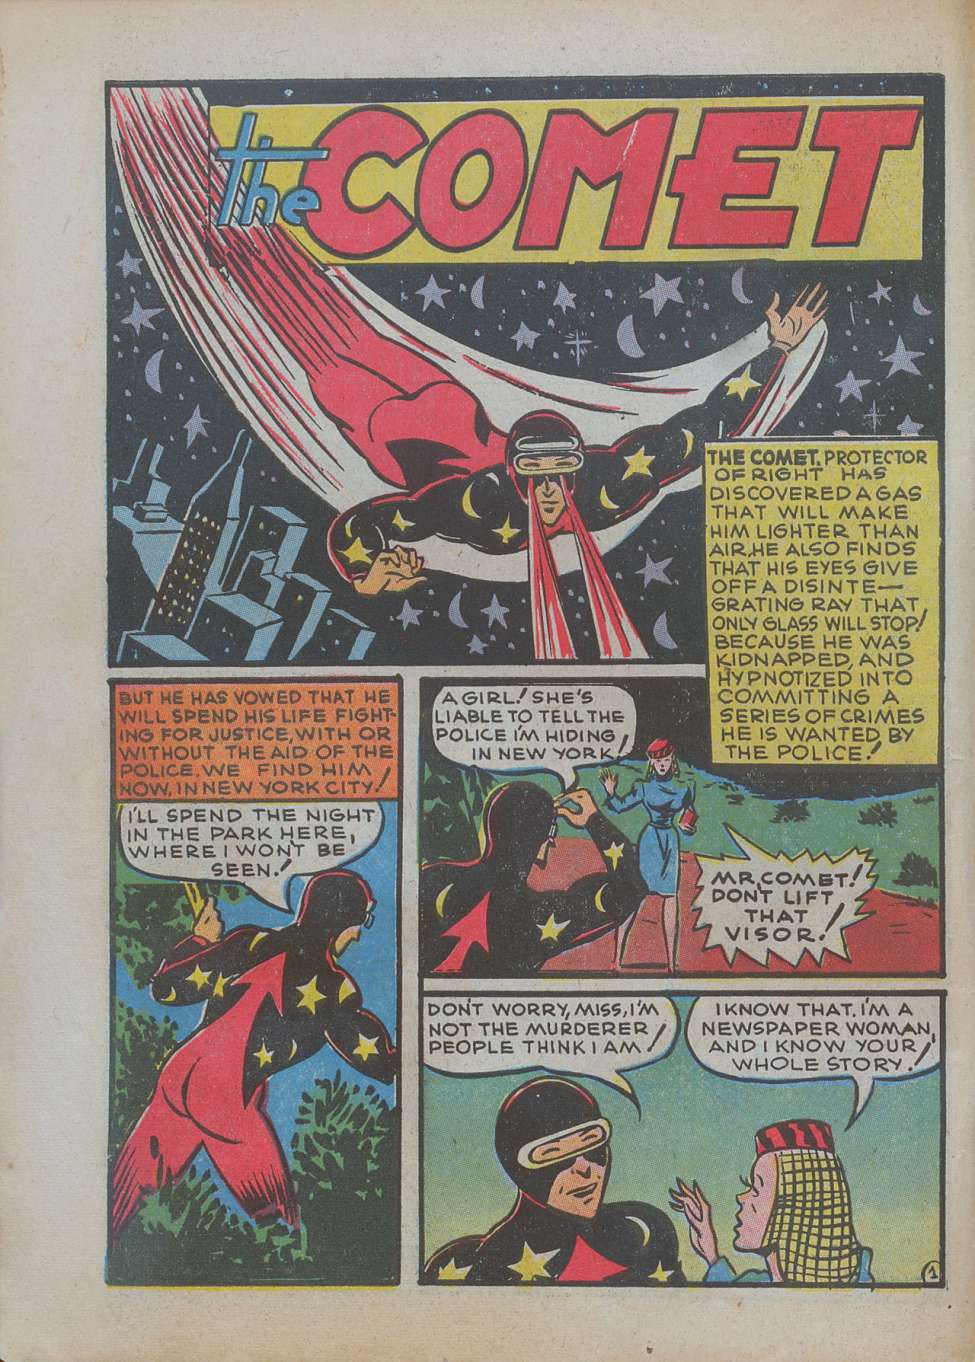 the COMET
THE COMET, PROTECTOR
OF RIGHT HAS
DISCOVERED A GAS
THAT WILL MAKE
HIM LIGHTER THAN
AIR. HE ALSO FINDS
THAT HIS EYES GIVE
OFF A DISINTE—
GRATING RAY THAT
ONLY GLASS WILL STOP!
BECAUSE HE WAS
KIDNAPPED, AND
HYPNOTIZED INTO
COMMITTING A
SERIES OF CRIMES
HE IS WANTED BY
THE POLICE!
BUT HE HAS VOWED THAT HE
WILL SPEND HIS LIFE FIGHT-
ING FOR JUSTICE, WITH OR
WITHOUT THE AID OF THE
POLICE. WE FIND HIM
NOW, IN NEW YORK CITY!
I'LL SPEND THE NIGHT
IN THE PARK HERE,
WHERE I WON'T BE
SEEN!
A GIRL! SHE'S
LIABLE TO TELL THE
POLICE I'M HIDING
IN NEW YORK!
MR. COMET!
DON'T LIFT
THAT
VISOR!
DON'T WORRY, MISS, I'M
NOT THE MURDERER
PEOPLE THINK I AM!
I KNOW THAT. I'M A
NEWSPAPER WOMAN,
AND I KNOW YOUR
WHOLE STORY!
1